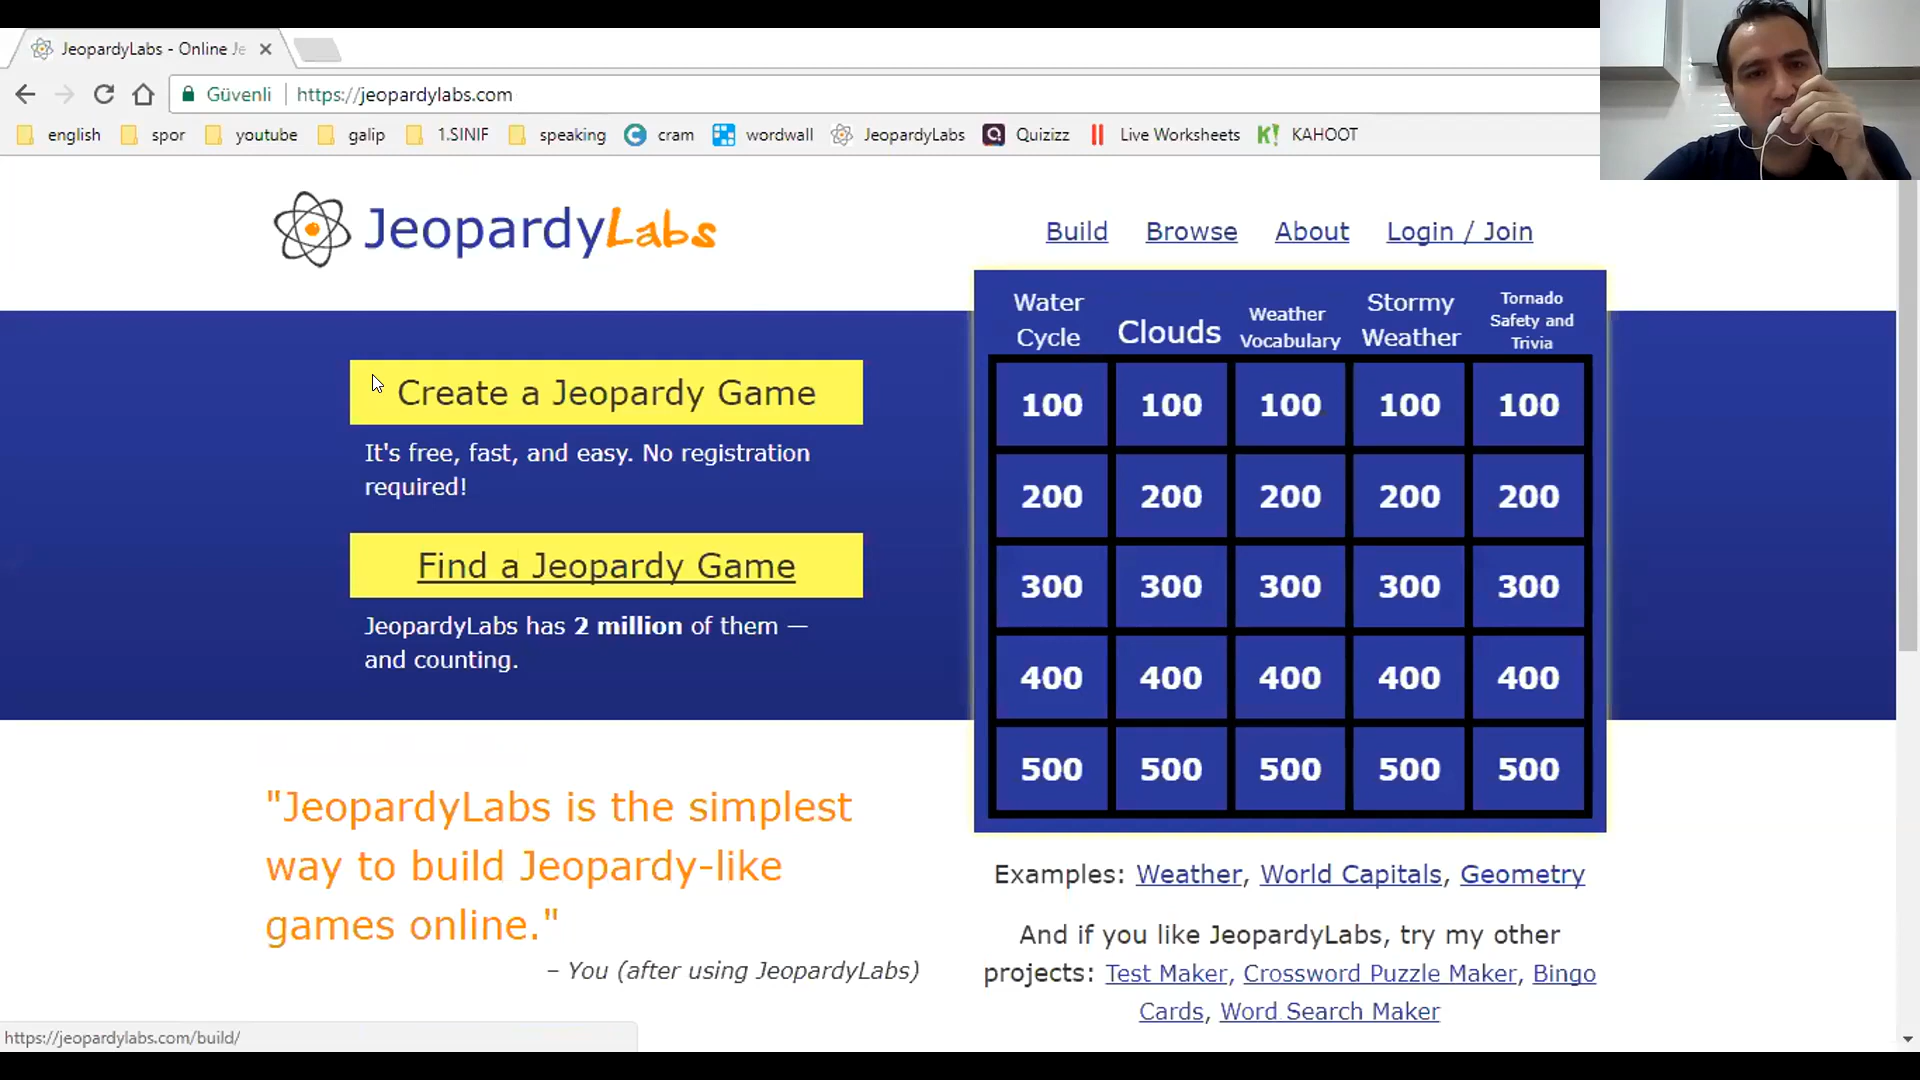 JeopardyLabs - Online Je
Güvenli https://jeopardylabs.com
english spor youtube galip 1.SINIF speaking cram wordwall JeopardyLabs Quizizz Live Worksheets KAHOOT
JeopardyLabs
Build Browse About Login / Join
Create a Jeopardy Game
It's free, fast, and easy. No registration
required!
Find a Jeopardy Game
JeopardyLabs has 2 million of them —
and counting.
Water
Cycle
Clouds
Weather
Vocabulary
Stormy
Weather
Tornado
Safety and
Trivia
100 100 100 100 100
200 200 200 200 200
300 300 300 300 300
400 400 400 400 400
500 500 500 500 500
"JeopardyLabs is the simplest
way to build Jeopardy-like
games online."
– You (after using JeopardyLabs)
Examples: Weather, World Capitals, Geometry
And if you like JeopardyLabs, try my other
projects: Test Maker, Crossword Puzzle Maker, Bingo
Cards, Word Search Maker
https://jeopardylabs.com/build/